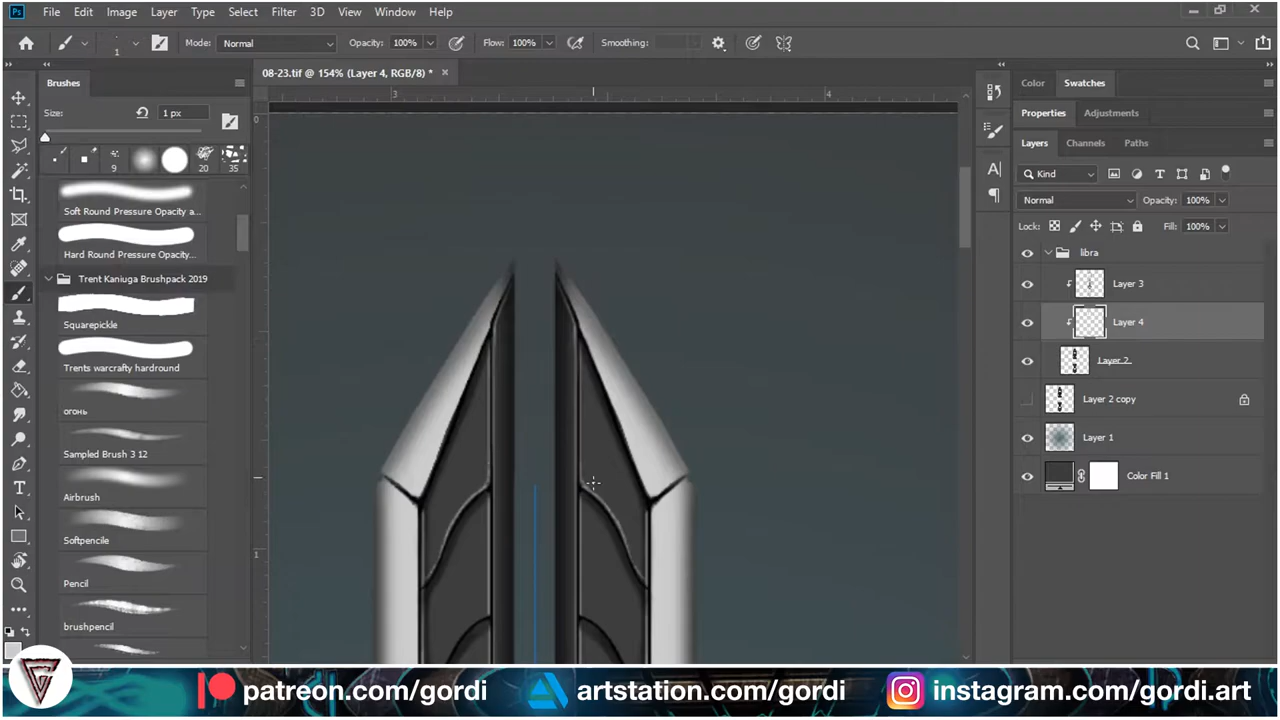 Ps File Edit Image Layer Type Select Filter 3D View Window Help
1 Mode: Normal Opacity: 100% Flow: 100% Smoothing:
08-23.tif @ 154% (Layer 4, RGB/8) *
Brushes
Size: 1 px
9 20 35
Soft Round Pressure Opacity a...
Hard Round Pressure Opacity...
Trent Kaniuga Brushpack 2019
Squarepickle
Trents warcrafty hardround
огонь
Sampled Brush 3 12
Airbrush
Softpencile
Pencil
brushpencil
3 4
0
1
Color Swatches
Properties Adjustments
Layers Channels Paths
Kind
Normal Opacity: 100%
Lock: Fill: 100%
libra
Layer 3
Layer 4
Layer 2
Layer 2 copy
Layer 1
Color Fill 1
patreon.com/gordi artstation.com/gordi instagram.com/gordi.art